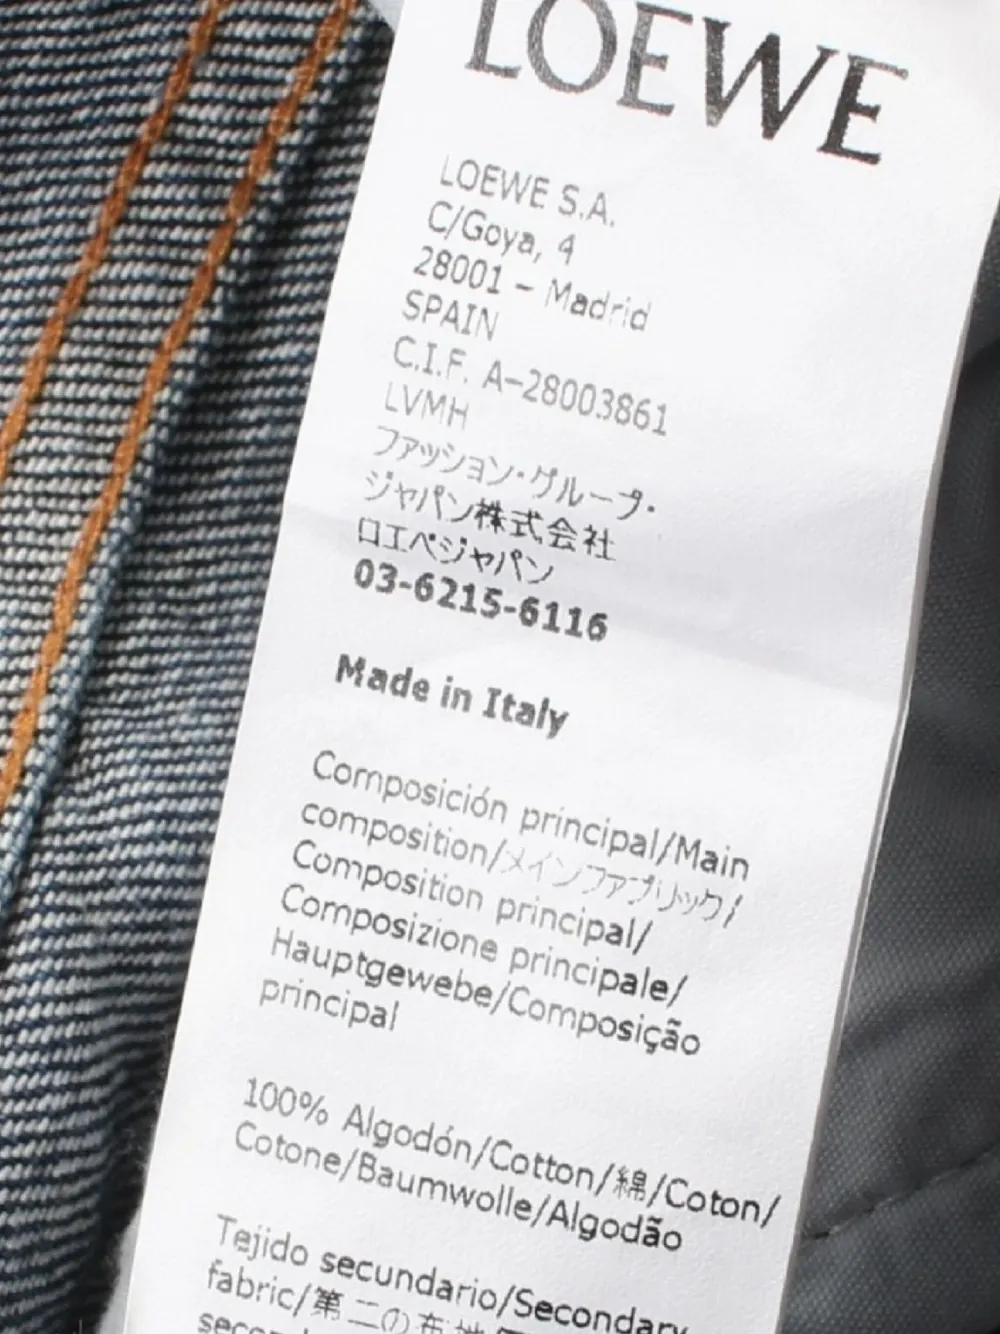 LOEWE
LOEWE S.A.
C/Goya, 4
28001 – Madrid
SPAIN
C.I.F. A-28003861
LVMH
ファッション・グループ・
ジャパン株式会社
ロエベジャパン
03-6215-6116
Made in Italy
Composición principal/Main
composition/メインファブリック/
Composition principal/
Composizione principale/
Hauptgewebe/Composição
principal
100% Algodón/Cotton/綿/Coton/
Cotone/Baumwolle/Algodão
Tejido secundario/Secondary
fabric/第二の布地